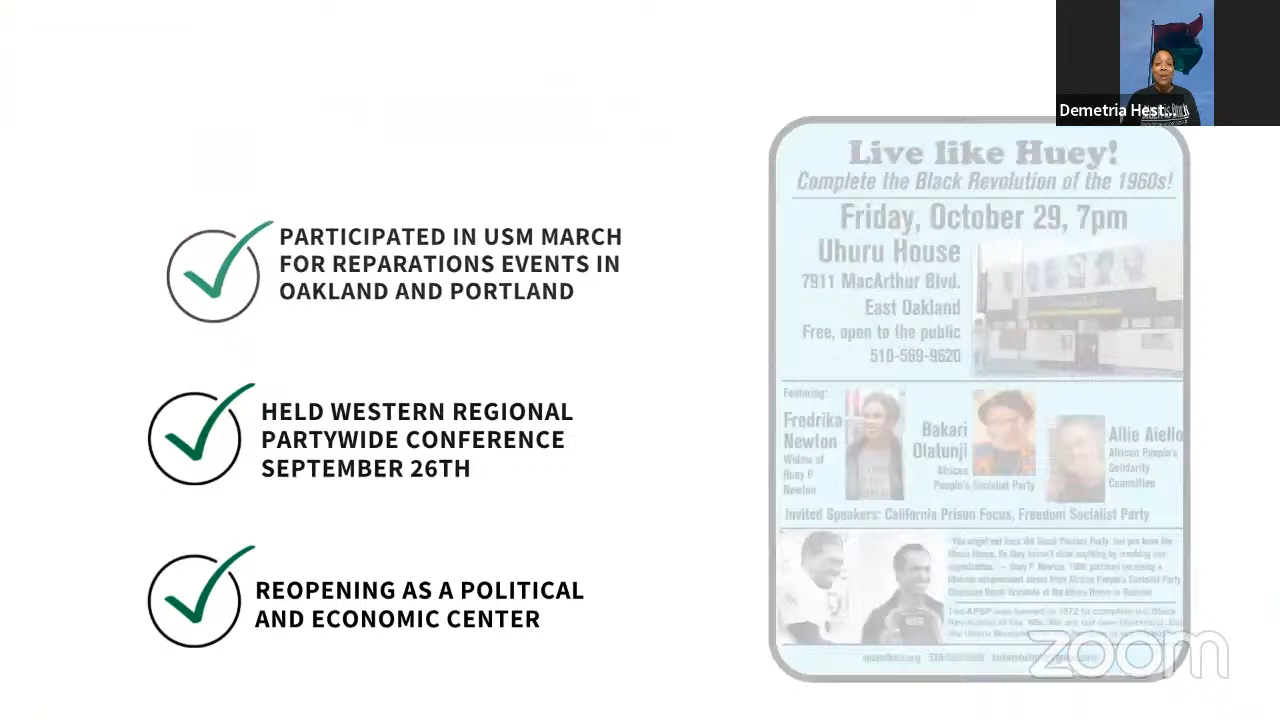 Demetria Hest...
PARTICIPATED IN USM MARCH
FOR REPARATIONS EVENTS IN
OAKLAND AND PORTLAND
HELD WESTERN REGIONAL
PARTYWIDE CONFERENCE
SEPTEMBER 26TH
REOPENING AS A POLITICAL
AND ECONOMIC CENTER
Live like Huey!
Complete the Black Revolution of the 1960s!
Friday, October 29, 7pm
Uhuru House
7911 MacArthur Blvd.
East Oakland
Free, open to the public
510-569-9620
Featuring:
Fredrika
Newton
Widow of
Huey P.
Newton
Bakari
Olatunji
African
People's Socialist Party
Allie Aiello
African People's
Solidarity
Committee
Invited Speakers: California Prison Focus, Freedom Socialist Party
zoom